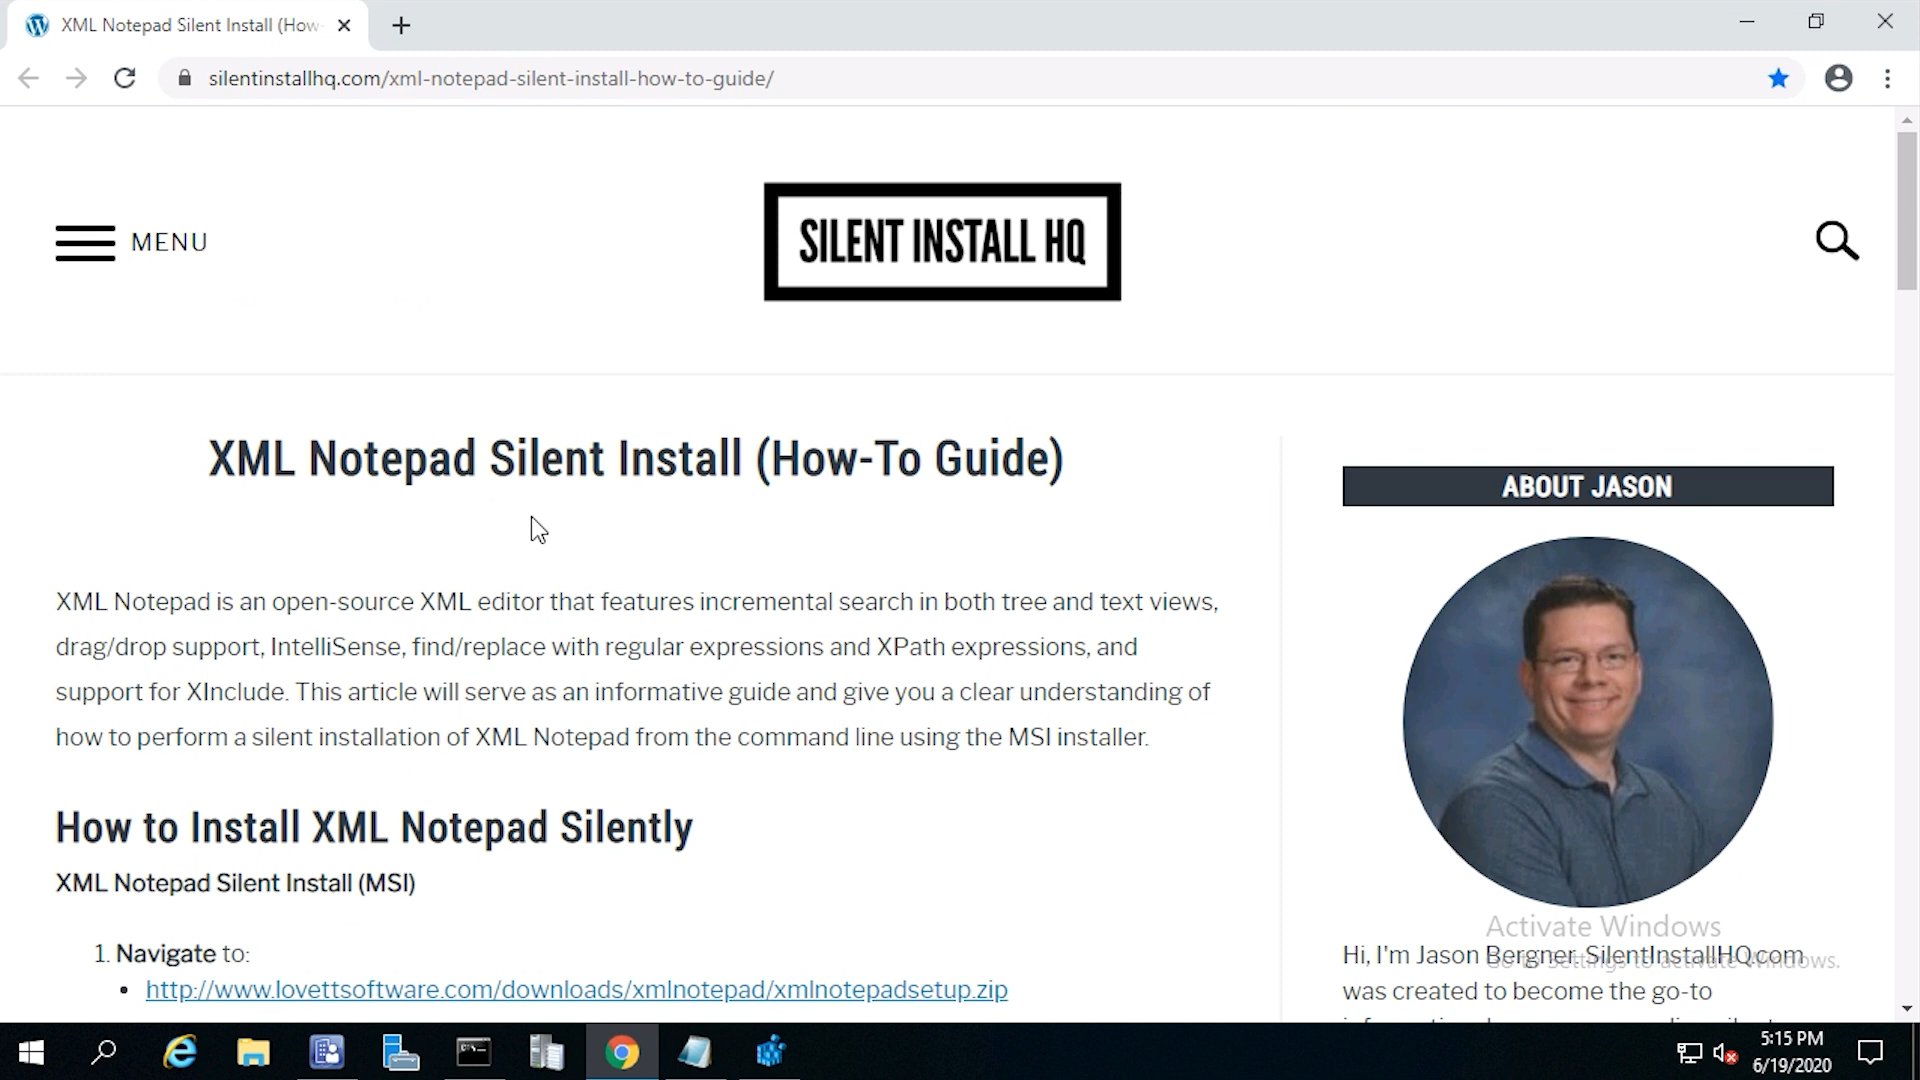 XML Notepad Silent Install (How-
silentinstallhq.com/xml-notepad-silent-install-how-to-guide/
MENU
SILENT INSTALL HQ
XML Notepad Silent Install (How-To Guide)
XML Notepad is an open-source XML editor that features incremental search in both tree and text views,
drag/drop support, IntelliSense, find/replace with regular expressions and XPath expressions, and
support for XInclude. This article will serve as an informative guide and give you a clear understanding of
how to perform a silent installation of XML Notepad from the command line using the MSI installer.
How to Install XML Notepad Silently
XML Notepad Silent Install (MSI)
1. Navigate to:
• http://www.lovettsoftware.com/downloads/xmlnotepad/xmlnotepadsetup.zip
ABOUT JASON
Hi, I'm Jason Bergner. SilentInstallHQ.com
was created to become the go-to
Activate Windows
Go to Settings to activate Windows.
5:15 PM
6/19/2020